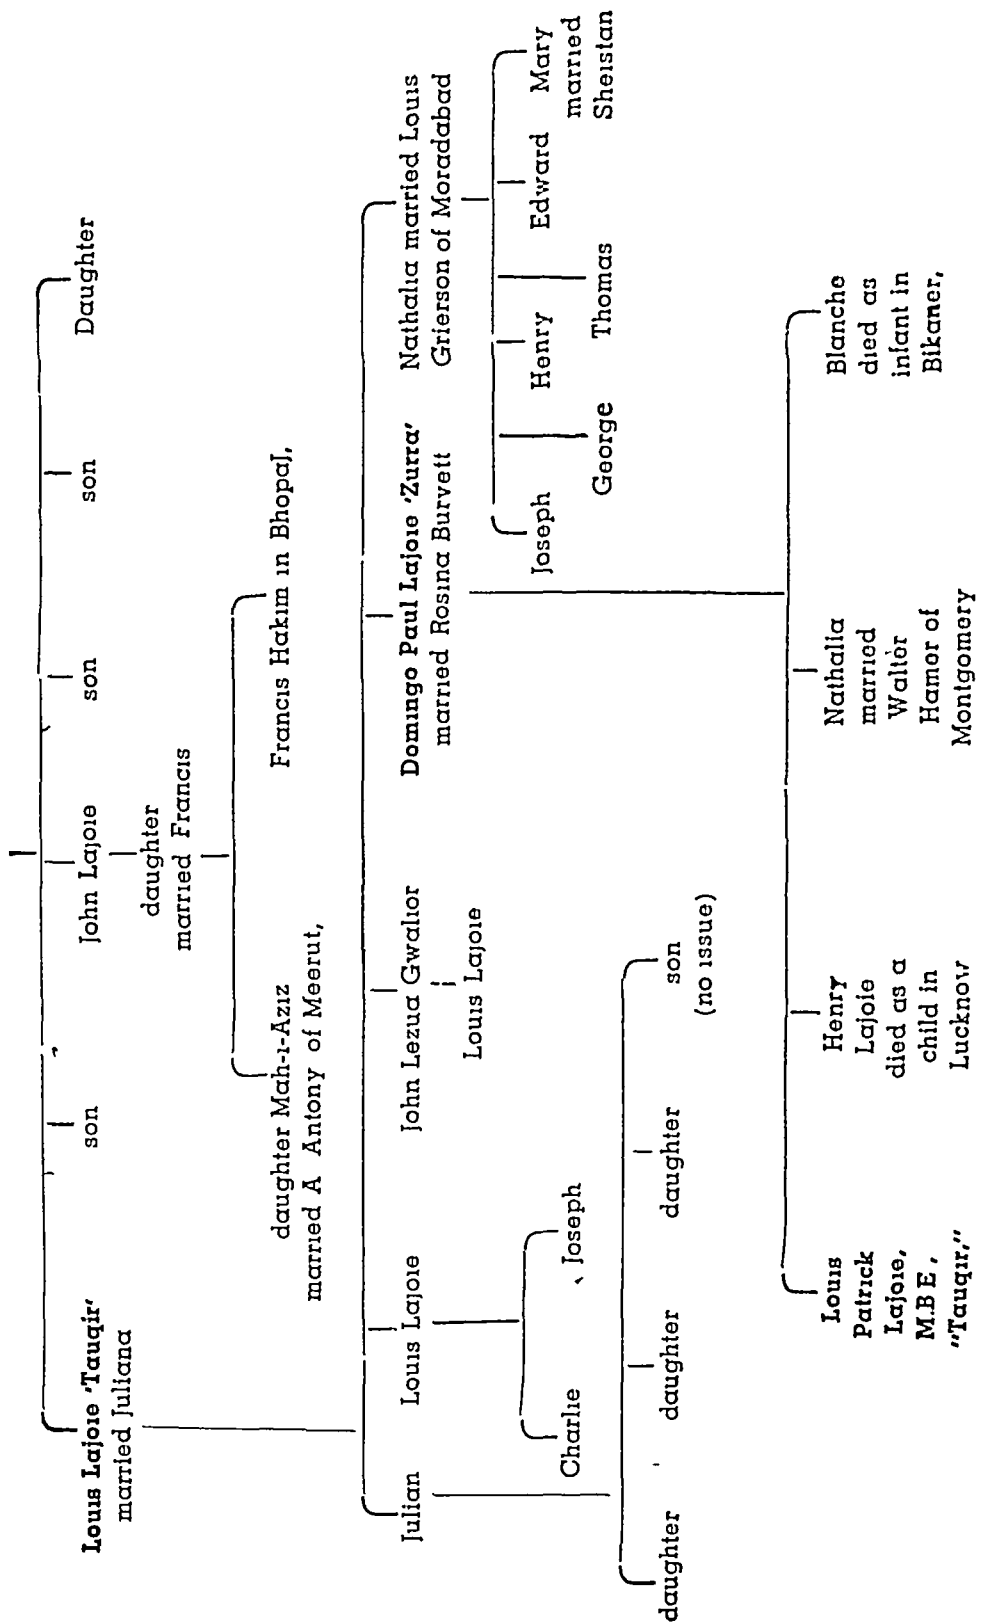 Louis Lajoie 'Tauqir'
married Juliana
son
John Lajoie
son
son
Daughter
daughter
married Francis
daughter Mah-i-Aziz
married A Antony of Meerut,
Francis Hakim in Bhopal,
Julian
Louis Lajoie
John Lezua Gwalior
Domingo Paul Lajoie 'Zurra'
married Rosina Burvett
Nathalia married Louis
Grierson of Moradabad
Louis Lajoie
Charlie
Joseph
Joseph
George
Henry
Thomas
Edward
Mary
married
Sheistan
daughter
daughter
daughter
son
(no issue)
Louis
Patrick
Lajoie,
M.B E,
"Tauqir,"
Henry
Lajoie
died as a
child in
Lucknow
Nathalia
married
Walter
Hamor of
Montgomery
Blanche
died as
infant in
Bikaner,